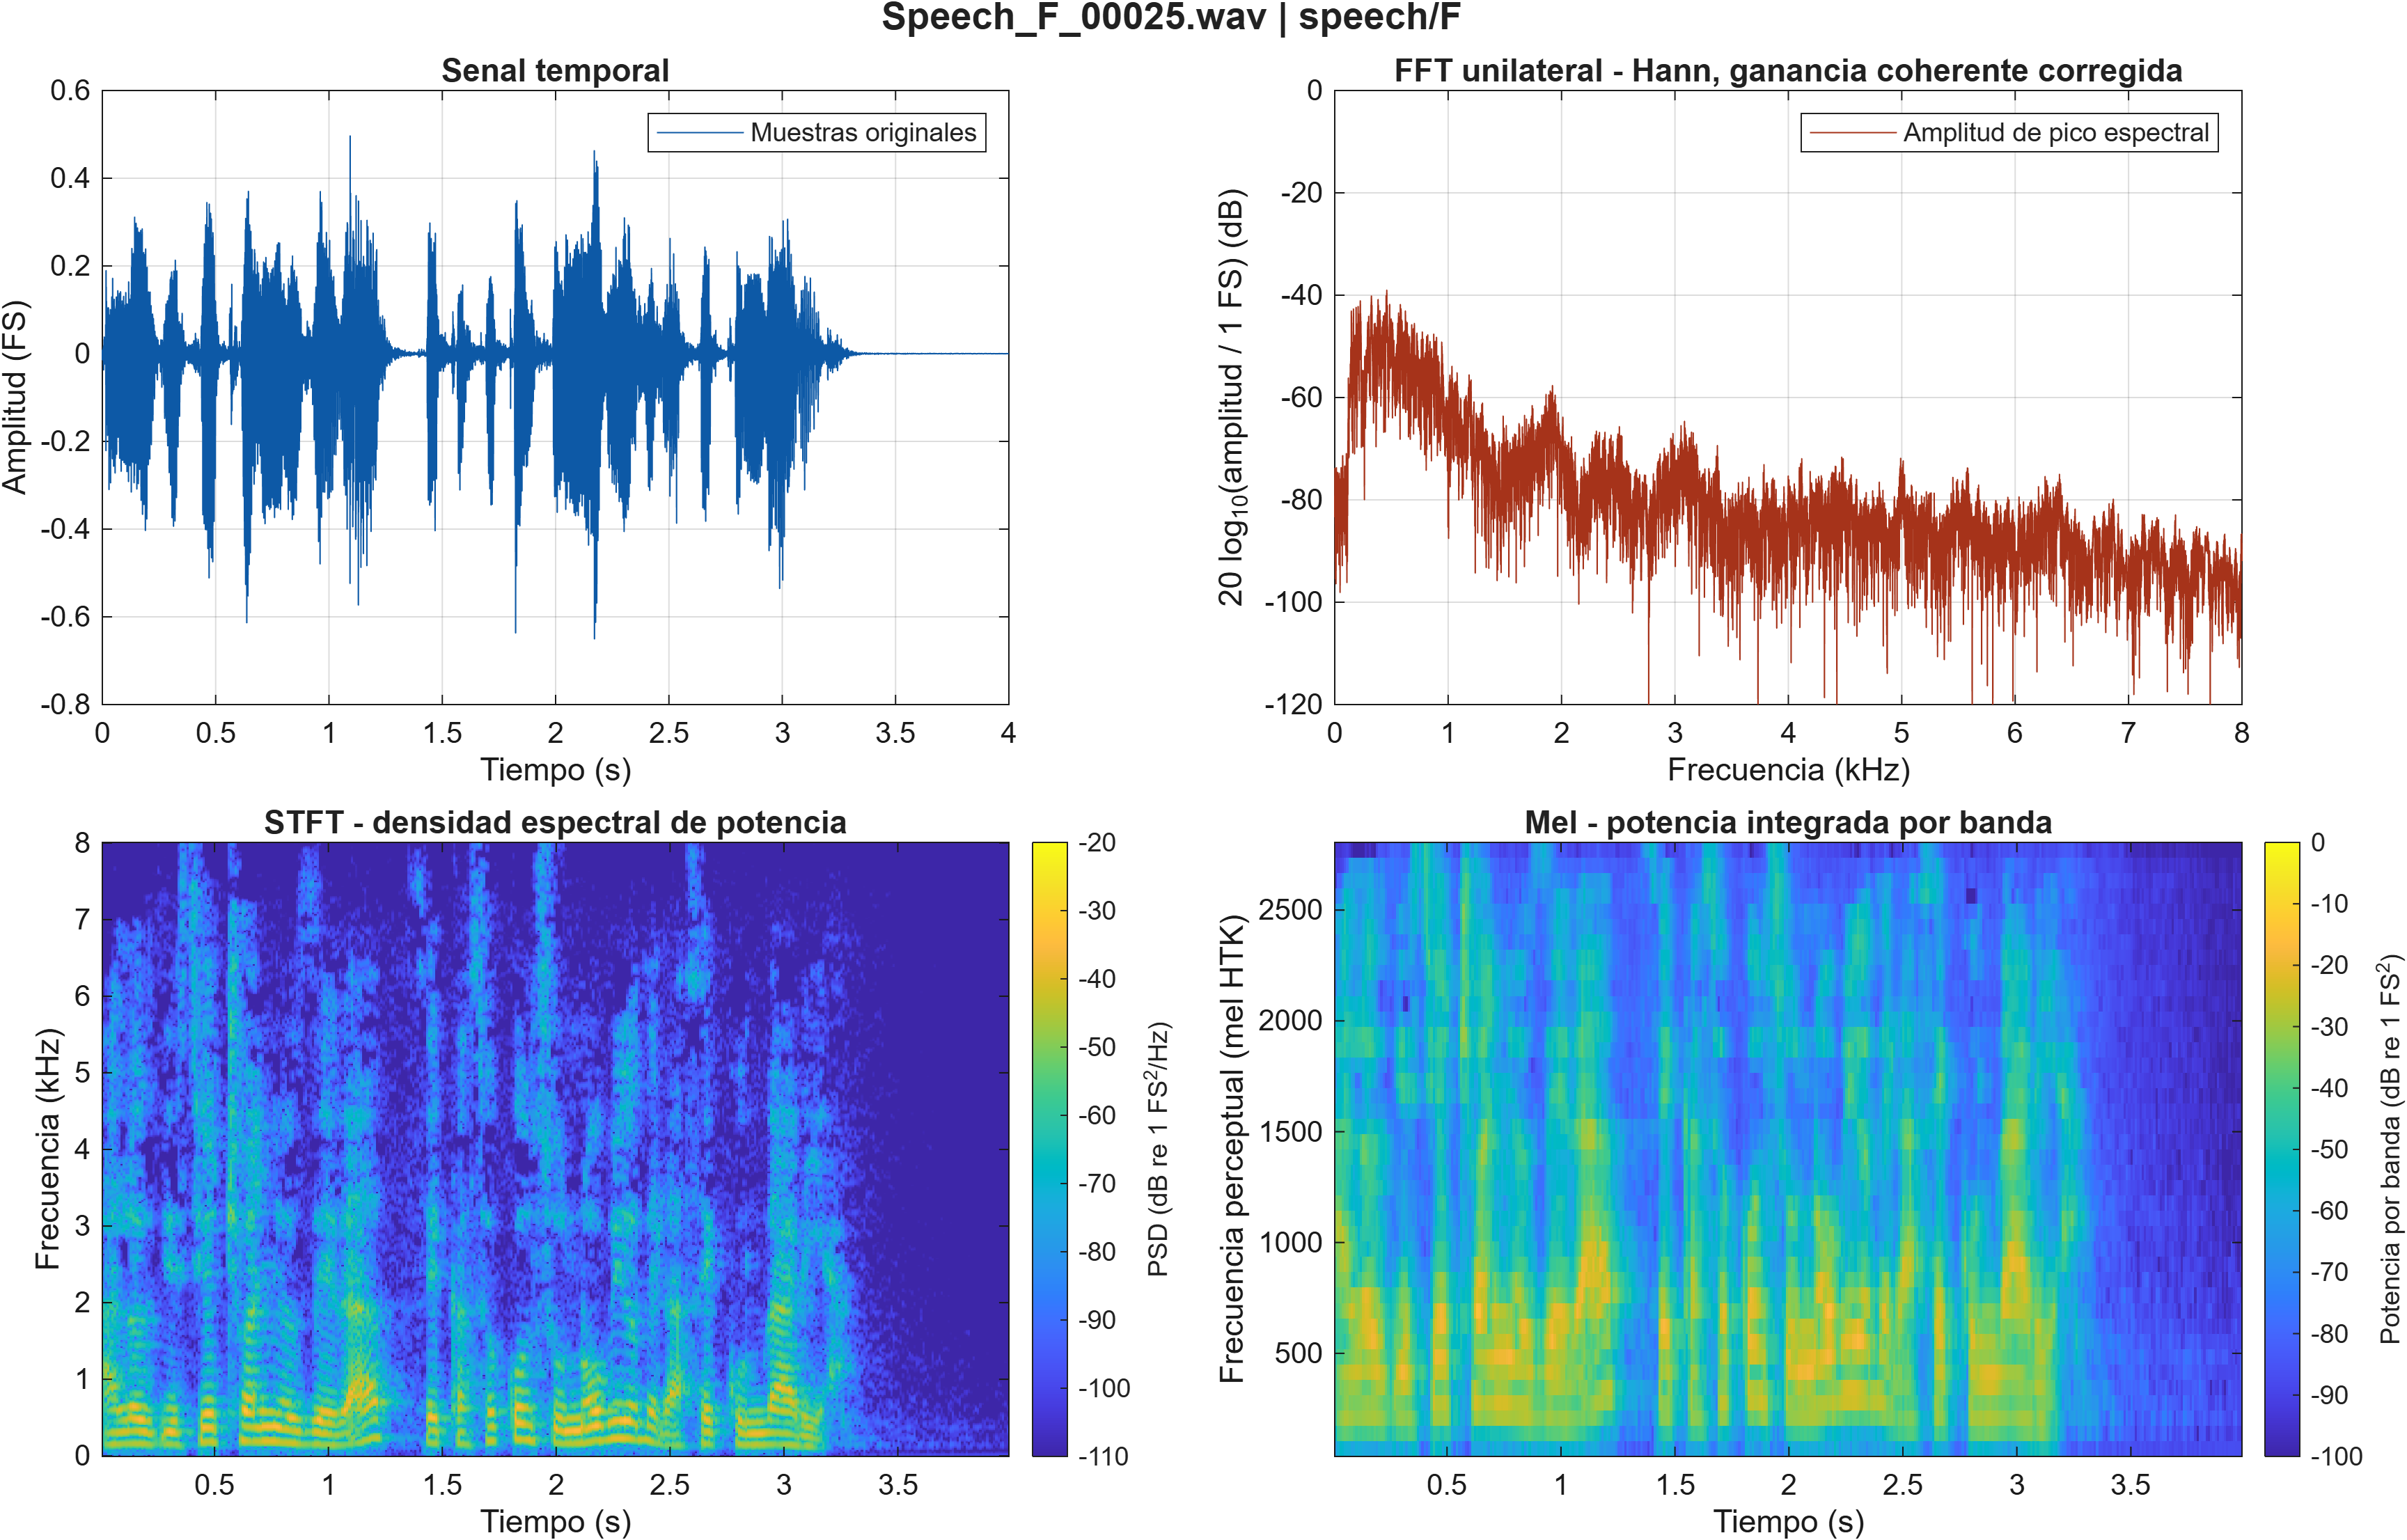 Speech_F_00025.wav | speech/F
Senal temporal
Amplitud (FS)
0.6
0.4
0.2
0
-0.2
-0.4
-0.6
-0.8
Muestras originales
0 0.5 1 1.5 2 2.5 3 3.5 4
Tiempo (s)
FFT unilateral - Hann, ganancia coherente corregida
20 log10(amplitud / 1 FS) (dB)
0
-20
-40
-60
-80
-100
-120
Amplitud de pico espectral
0 1 2 3 4 5 6 7 8
Frecuencia (kHz)
STFT - densidad espectral de potencia
Frecuencia (kHz)
8
7
6
5
4
3
2
1
0
0.5 1 1.5 2 2.5 3 3.5
Tiempo (s)
-20
-30
-40
-50
-60
-70
-80
-90
-100
-110
PSD (dB re 1 FS²/Hz)
Mel - potencia integrada por banda
Frecuencia perceptual (mel HTK)
2500
2000
1500
1000
500
0.5 1 1.5 2 2.5 3 3.5
Tiempo (s)
0
-10
-20
-30
-40
-50
-60
-70
-80
-90
-100
Potencia por banda (dB re 1 FS²)